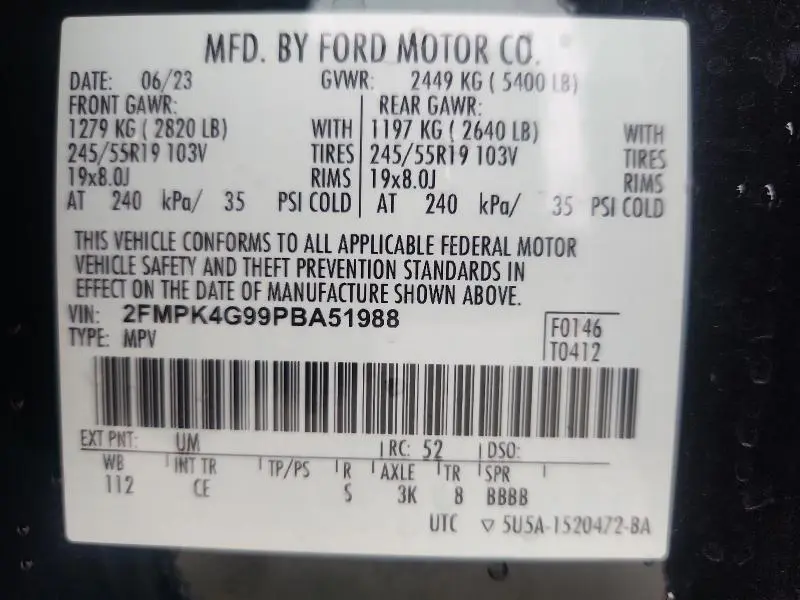 MFD. BY FORD MOTOR CO.
DATE: 06/23 GVWR: 2449 KG ( 5400 LB)
FRONT GAWR: REAR GAWR:
1279 KG ( 2820 LB) WITH 1197 KG ( 2640 LB) WITH
245/55R19 103V TIRES 245/55R19 103V TIRES
19x8.0J RIMS 19x8.0J RIMS
AT 240 kPa/ 35 PSI COLD AT 240 kPa/ 35 PSI COLD
THIS VEHICLE CONFORMS TO ALL APPLICABLE FEDERAL MOTOR
VEHICLE SAFETY AND THEFT PREVENTION STANDARDS IN
EFFECT ON THE DATE OF MANUFACTURE SHOWN ABOVE.
VIN: 2FMPK4G99PBA51988 F0146
TYPE: MPV T0412
EXT PNT: UM RC: 52 DSO:
WB INT TR TP/PS R AXLE TR SPR
112 CE S 3K 8 BBBB
UTC ▽ 5U5A-1520472-BA